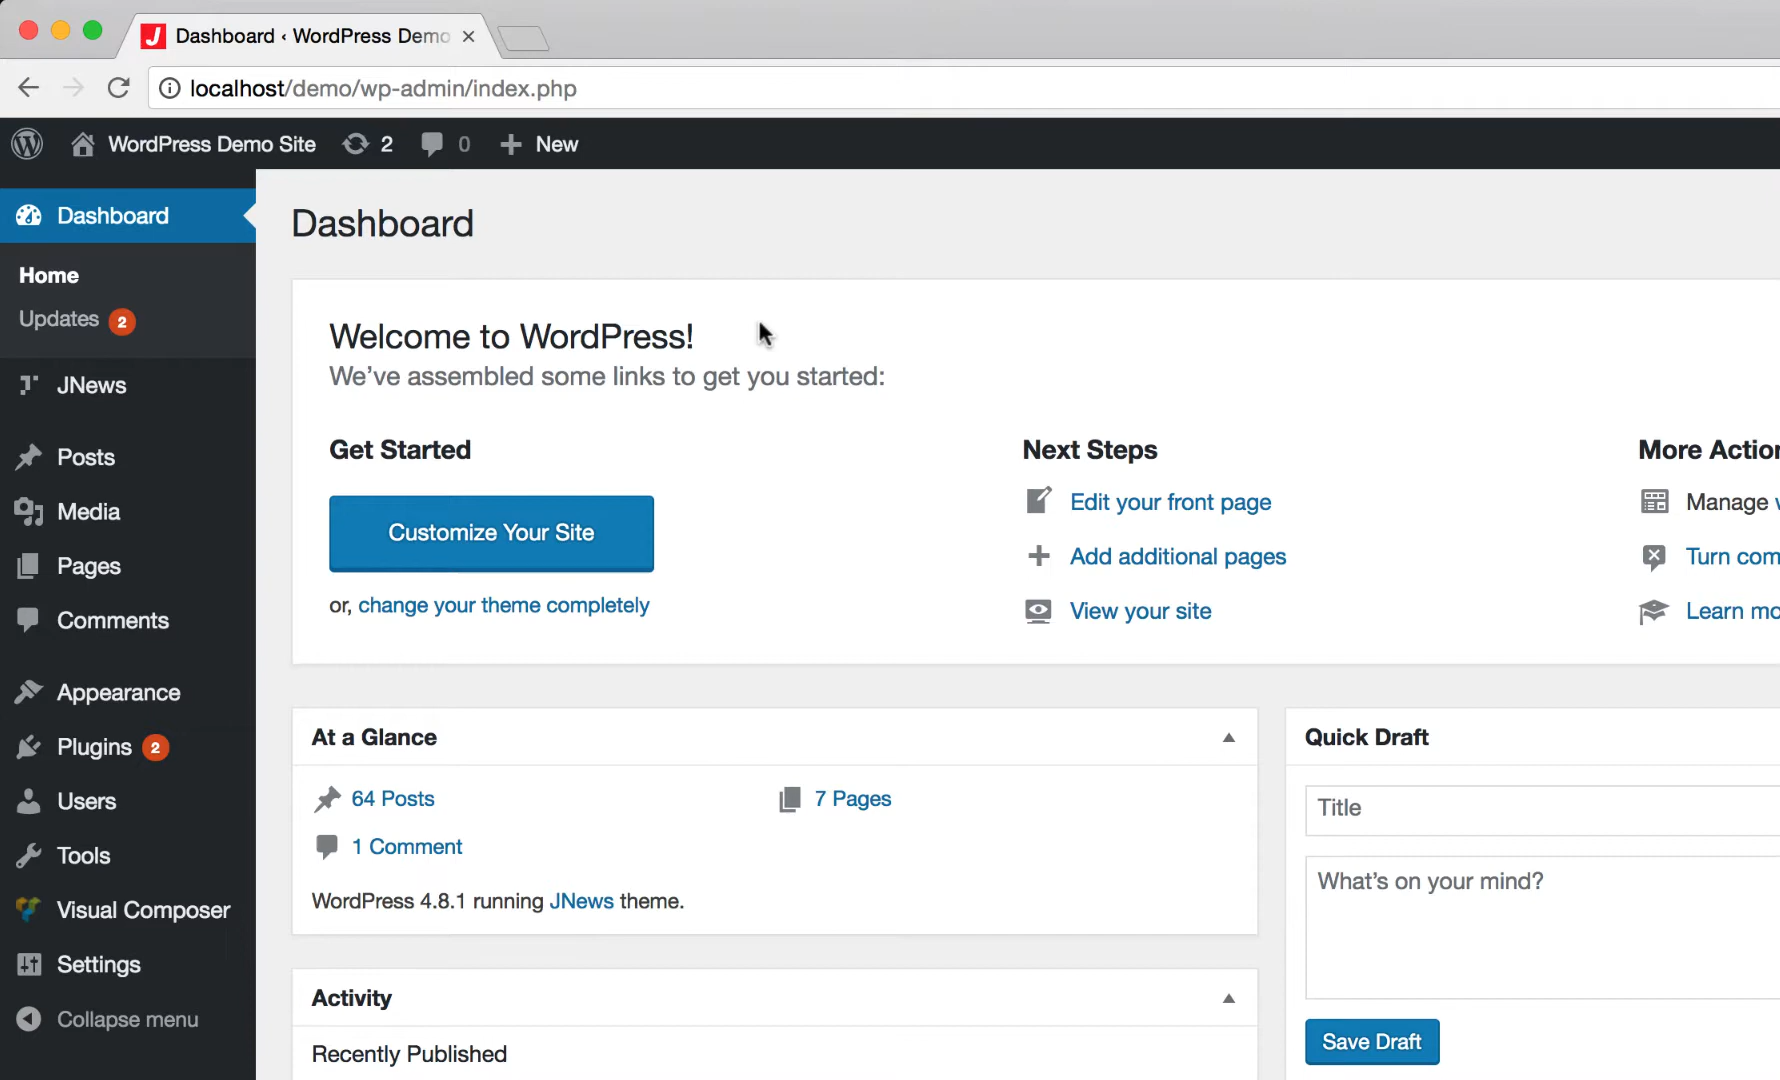 Dashboard ‹ WordPress Demo
localhost/demo/wp-admin/index.php
WordPress Demo Site 2 0 New
Dashboard
Home
Updates 2
JNews
Posts
Media
Pages
Comments
Appearance
Plugins 2
Users
Tools
Visual Composer
Settings
Collapse menu
Dashboard
Welcome to WordPress!
We’ve assembled some links to get you started:
Get Started
Customize Your Site
or, change your theme completely
Next Steps
Edit your front page
Add additional pages
View your site
More Action
Manage w
Turn com
Learn mo
At a Glance
64 Posts
7 Pages
1 Comment
WordPress 4.8.1 running JNews theme.
Activity
Recently Published
Quick Draft
Title
What’s on your mind?
Save Draft